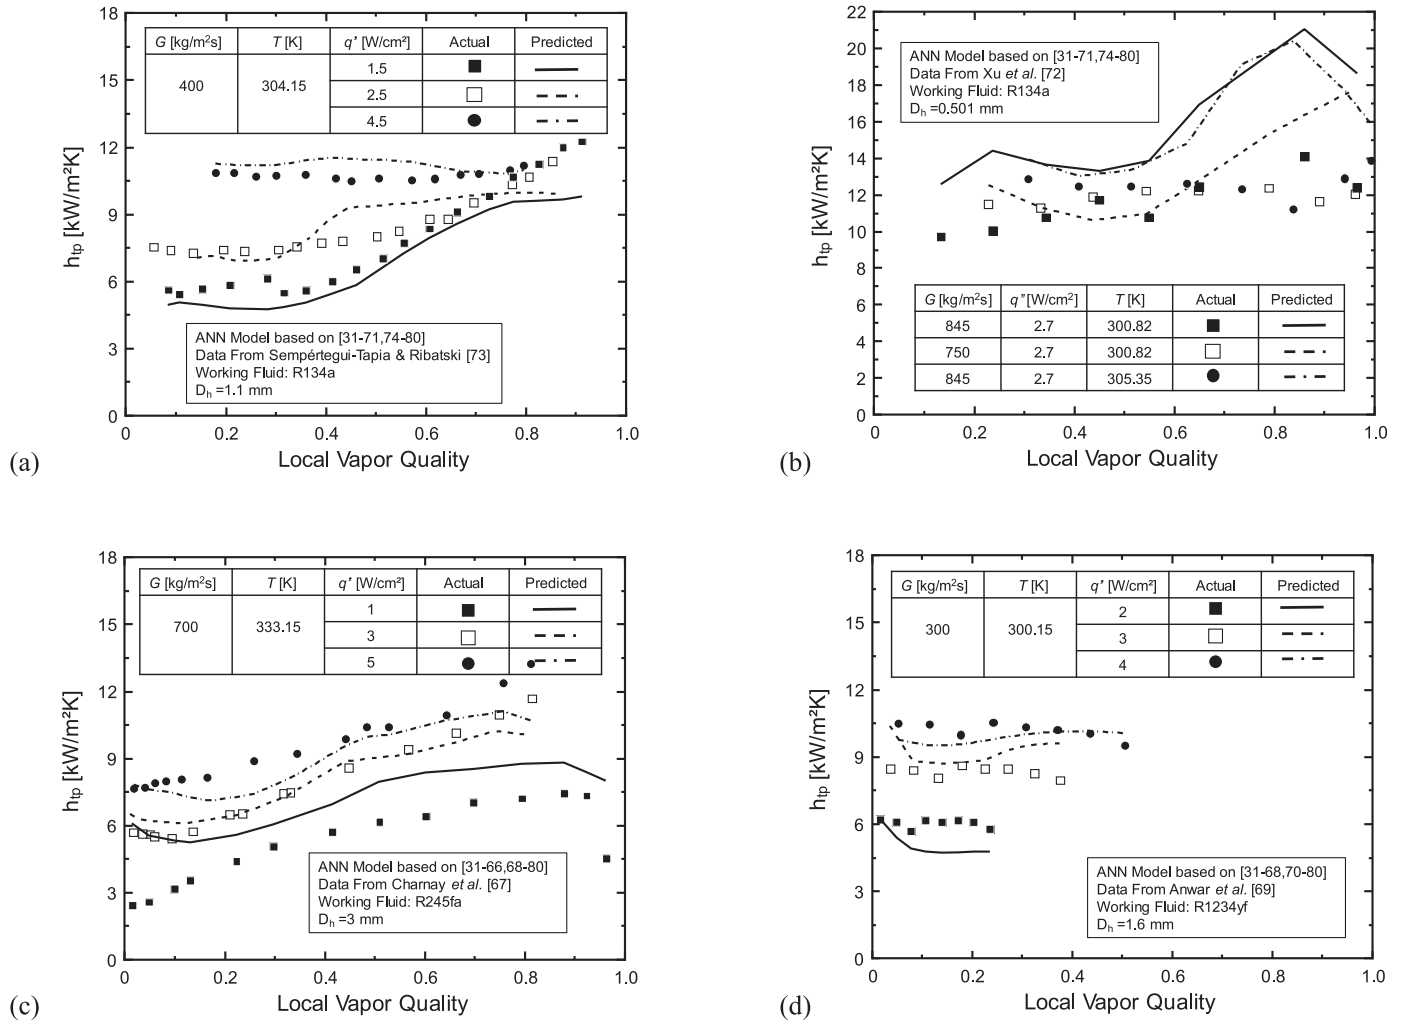 (a)
18
15
12
9
6
3
0
h_tp [kW/m²K]
G [kg/m²s] T [K] q″ [W/cm²] Actual Predicted
400 304.15 1.5
2.5
4.5
ANN Model based on [31-71,74-80]
Data From Sempértegui-Tapia & Ribatski [73]
Working Fluid: R134a
D_h =1.1 mm
0 0.2 0.4 0.6 0.8 1.0
Local Vapor Quality
(b)
22
20
18
16
14
12
10
8
6
4
2
0
h_tp [kW/m²K]
ANN Model based on [31-71,74-80]
Data From Xu et al. [72]
Working Fluid: R134a
D_h =0.501 mm
G [kg/m²s] q″[W/cm²] T [K] Actual Predicted
845 2.7 300.82
750 2.7 300.82
845 2.7 305.35
0 0.2 0.4 0.6 0.8 1.0
Local Vapor Quality
(c)
18
15
12
9
6
3
0
h_tp [kW/m²K]
G [kg/m²s] T [K] q″ [W/cm²] Actual Predicted
700 333.15 1
3
5
ANN Model based on [31-66,68-80]
Data From Charnay et al. [67]
Working Fluid: R245fa
D_h =3 mm
0 0.2 0.4 0.6 0.8 1.0
Local Vapor Quality
(d)
18
15
12
9
6
3
0
h_tp [kW/m²K]
G [kg/m²s] T [K] q″ [W/cm²] Actual Predicted
300 300.15 2
3
4
ANN Model based on [31-68,70-80]
Data From Anwar et al. [69]
Working Fluid: R1234yf
D_h =1.6 mm
0 0.2 0.4 0.6 0.8 1.0
Local Vapor Quality